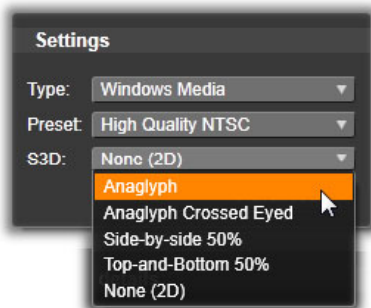 Settings
Type: Windows Media
Preset: High Quality NTSC
S3D: None (2D)
Anaglyph
Anaglyph Crossed Eyed
Side-by-side 50%
Top-and-Bottom 50%
None (2D)